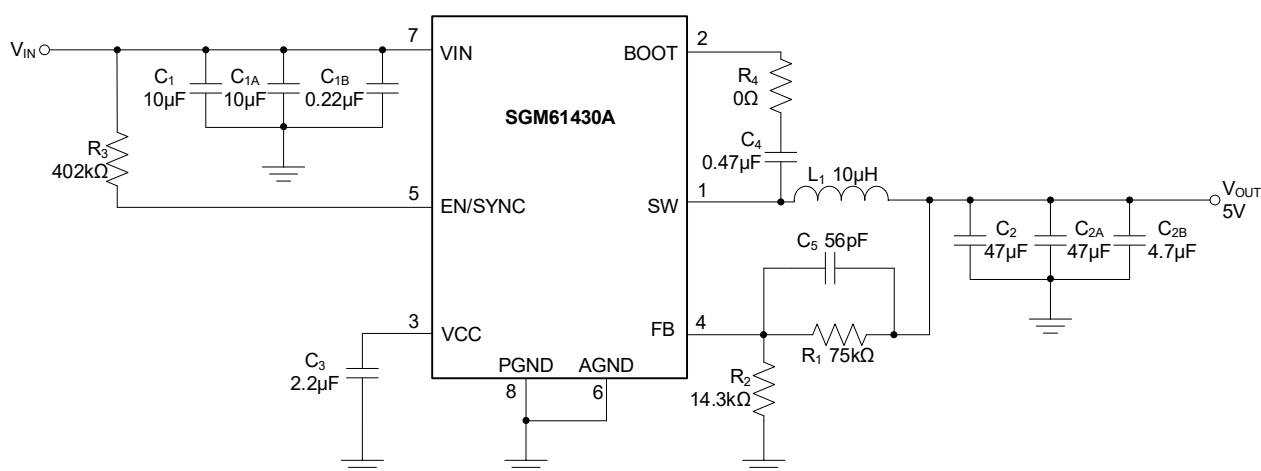 VIN
7
VIN
C1
10µF
C1A
10µF
C1B
0.22µF
R3
402kΩ
5
EN/SYNC
3
VCC
C3
2.2µF
SGM61430A
BOOT
2
R4
0Ω
C4
0.47µF
SW
1
L1 10µH
VOUT
5V
C2
47µF
C2A
47µF
C2B
4.7µF
C5 56pF
FB
4
R1 75kΩ
R2
14.3kΩ
PGND
8
AGND
6